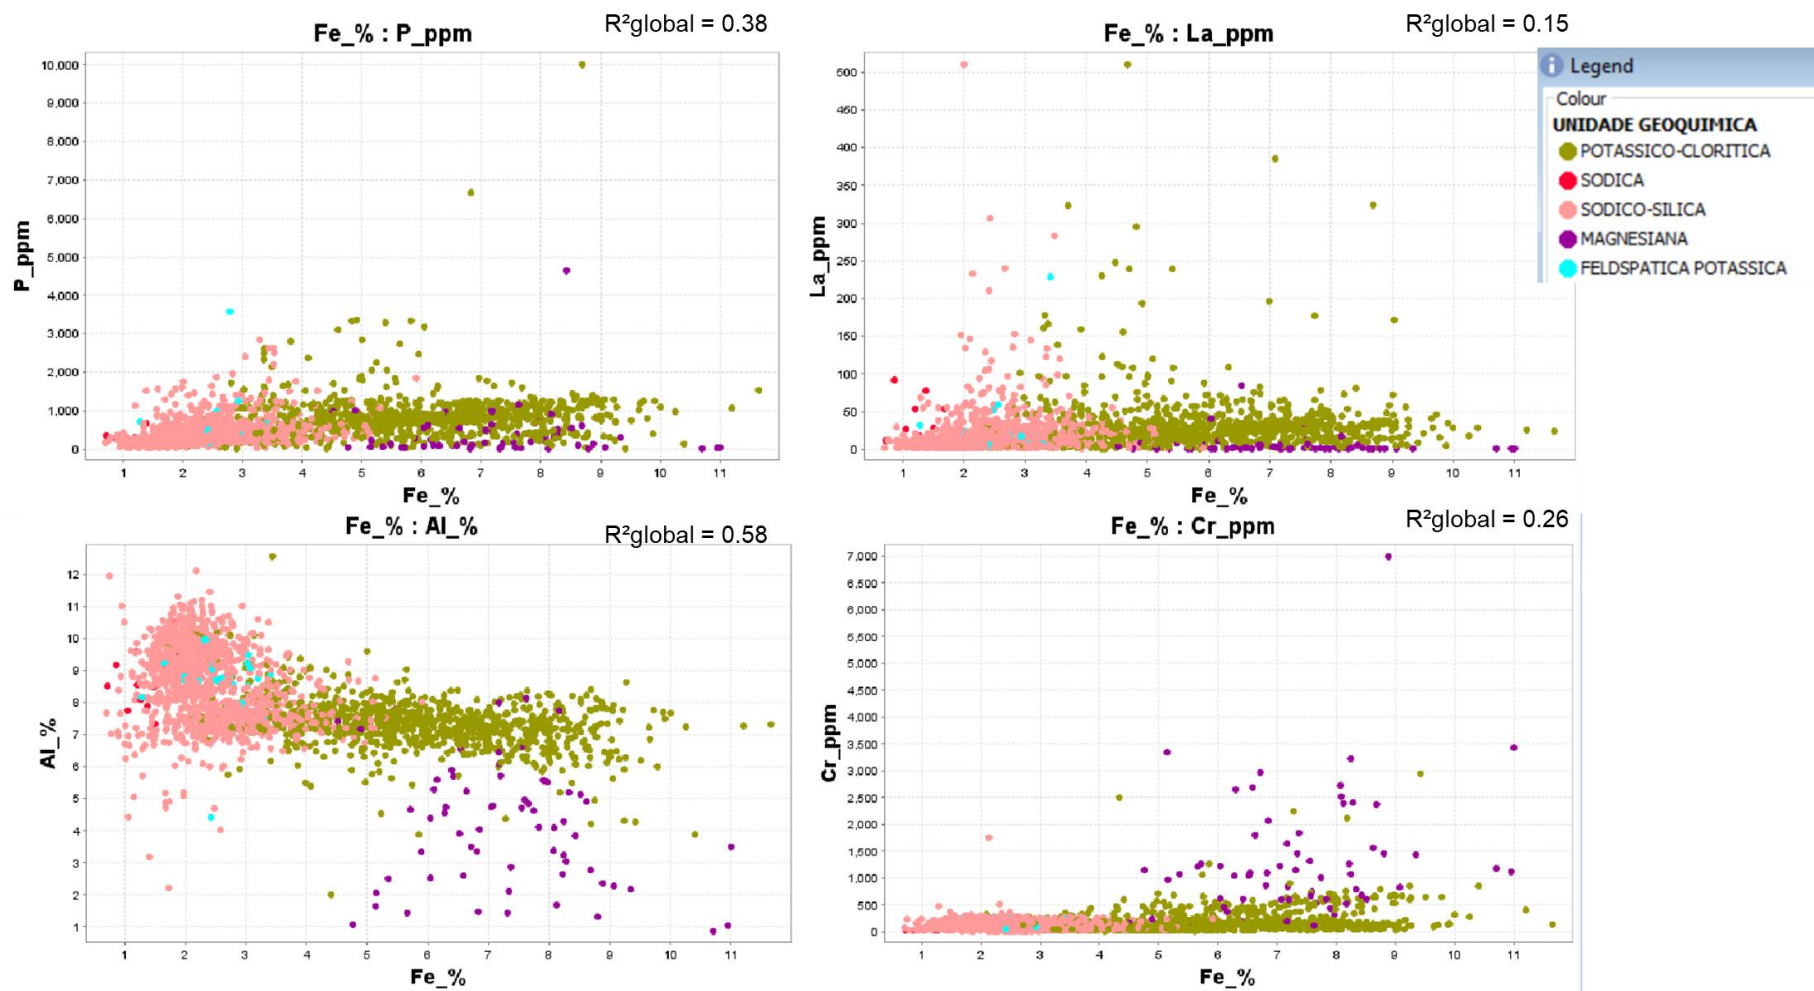 Fe_% : P_ppm
R²global = 0.38
10,000
9,000
8,000
7,000
6,000
5,000
4,000
3,000
2,000
1,000
0
P_ppm
1 2 3 4 5 6 7 8 9 10 11
Fe_%
Fe_% : La_ppm
R²global = 0.15
500
450
400
350
300
250
200
150
100
50
0
La_ppm
1 2 3 4 5 6 7 8 9 10 11
Fe_%
Legend
Colour
UNIDADE GEOQUIMICA
POTASSICO-CLORITICA
SODICA
SODICO-SILICA
MAGNESIANA
FELDSPATICA POTASSICA
Fe_% : Al_%
R²global = 0.58
12
11
10
9
8
7
6
5
4
3
2
1
Al_%
1 2 3 4 5 6 7 8 9 10 11
Fe_%
Fe_% : Cr_ppm
R²global = 0.26
7,000
6,500
6,000
5,500
5,000
4,500
4,000
3,500
3,000
2,500
2,000
1,500
1,000
500
0
Cr_ppm
1 2 3 4 5 6 7 8 9 10 11
Fe_%